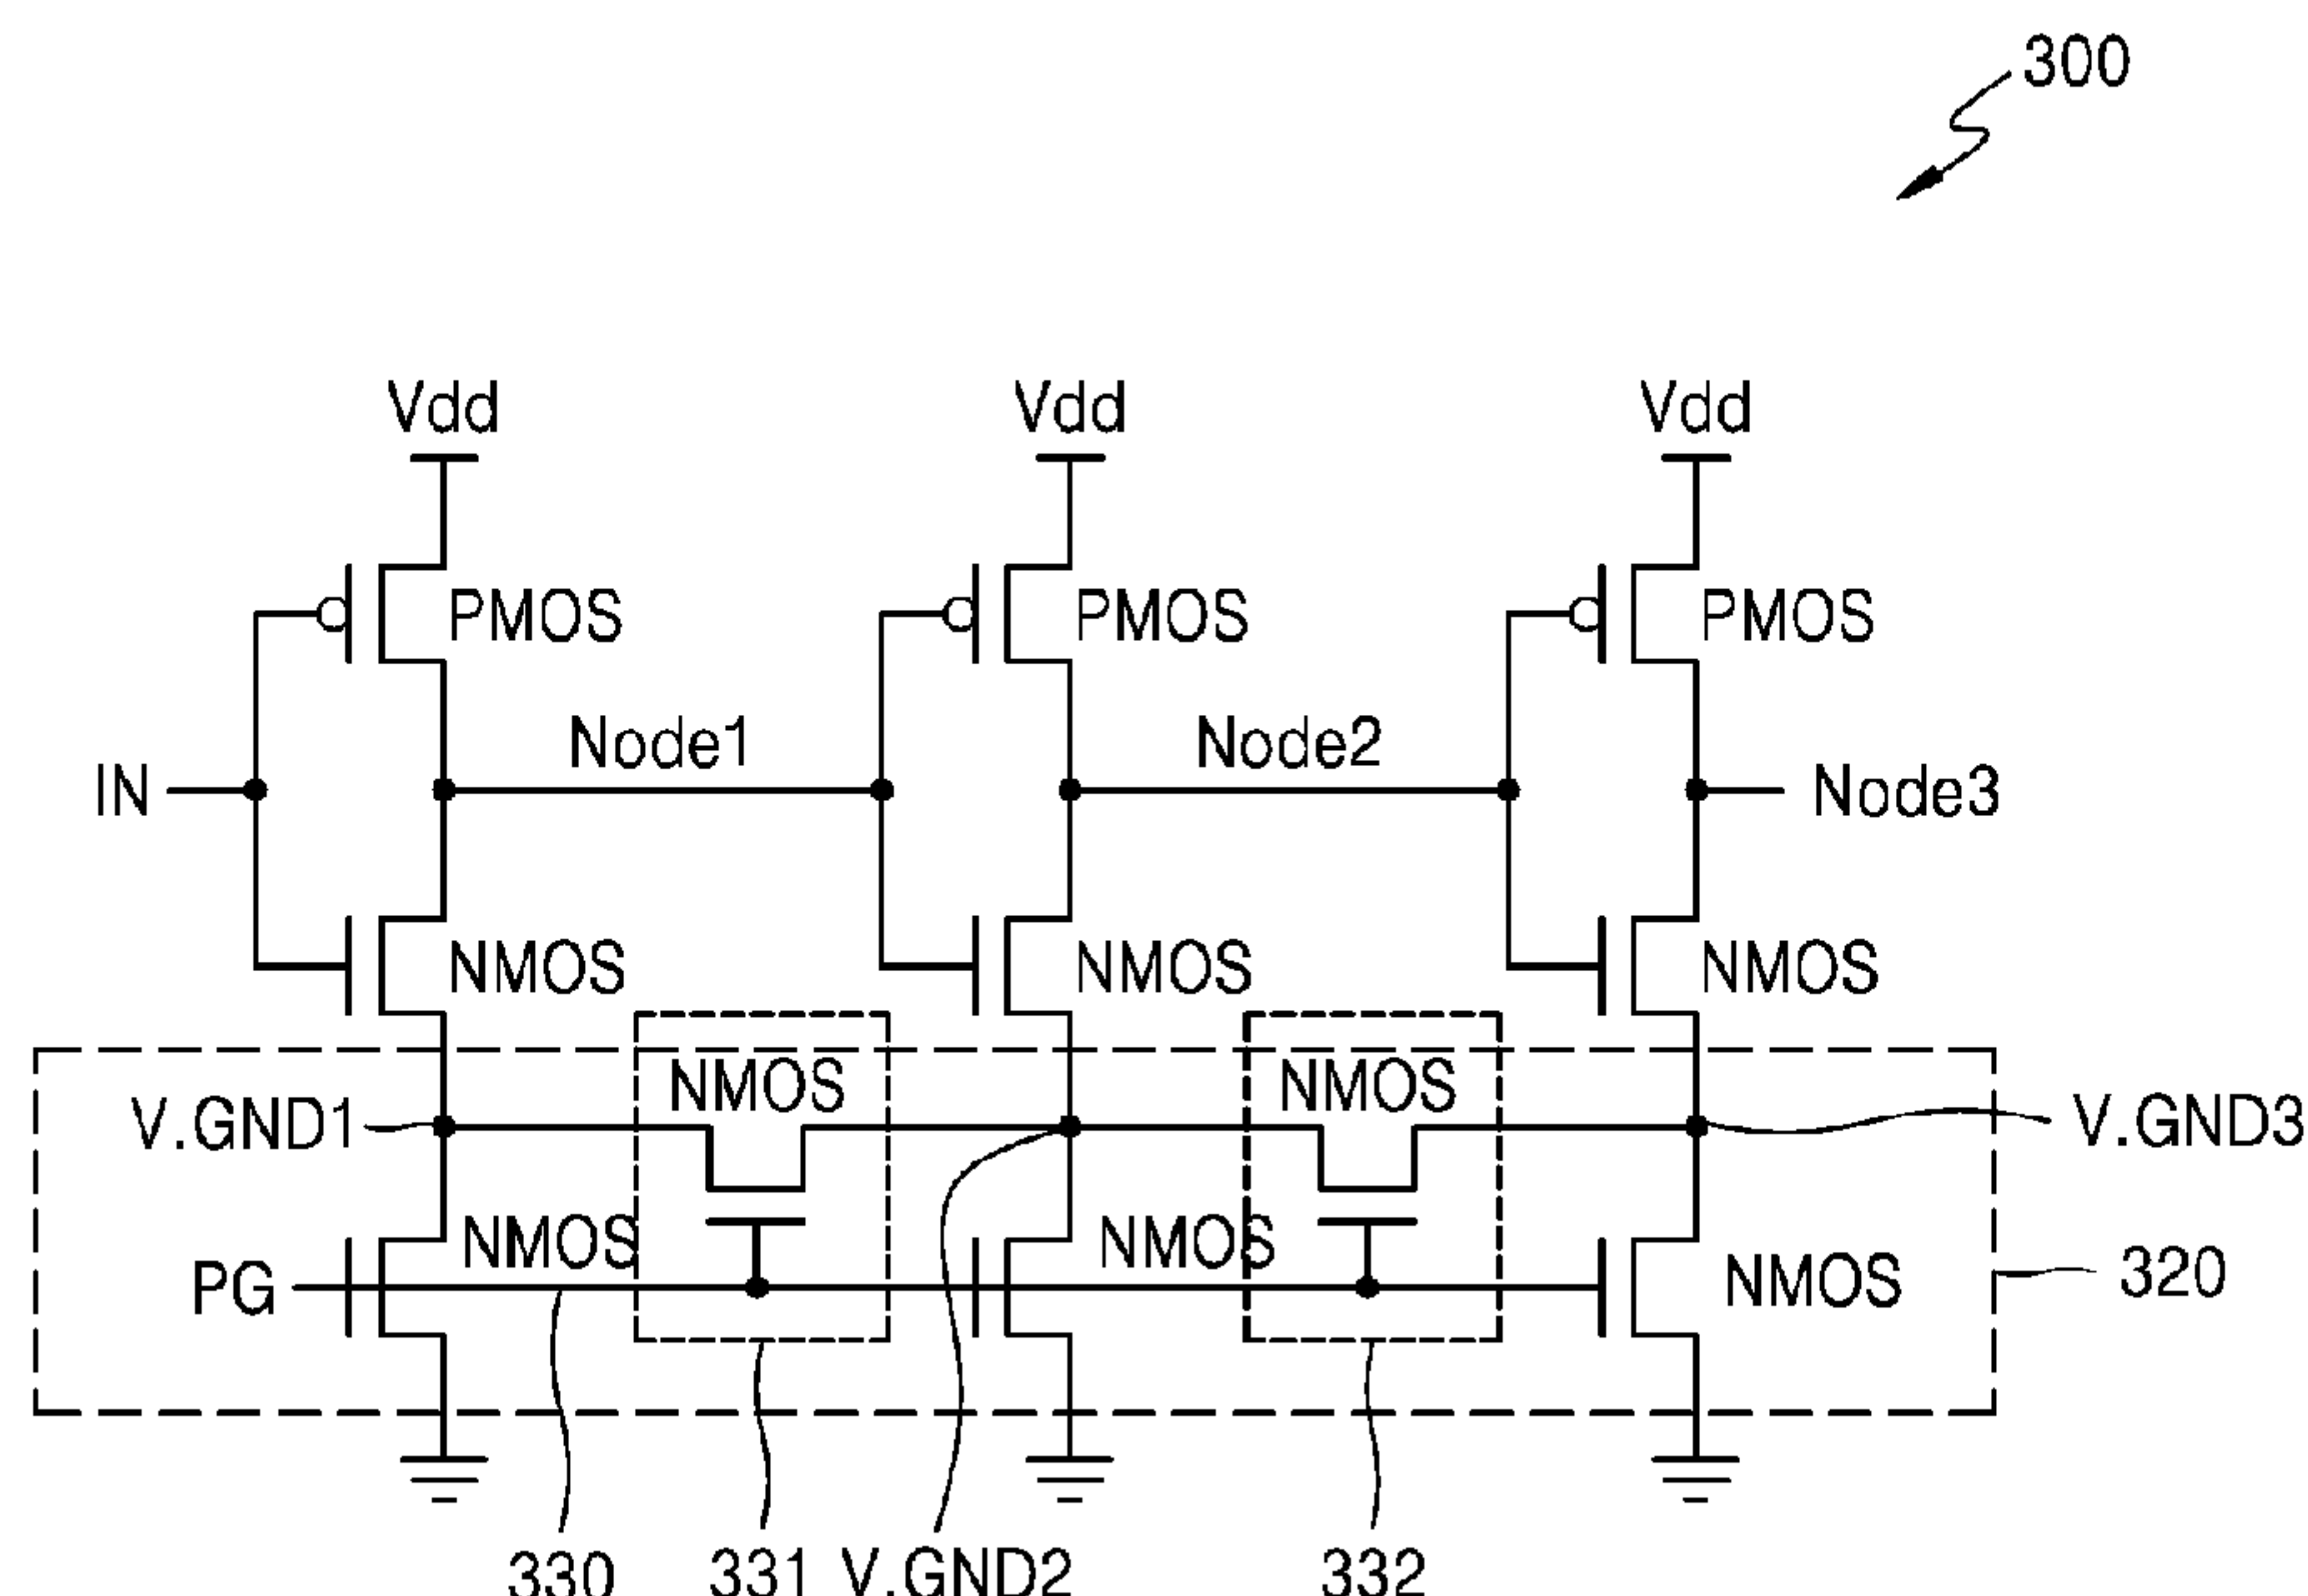 300
Vdd
Vdd
Vdd
PMOS
PMOS
PMOS
Node1
Node2
IN
Node3
NMOS
NMOS
NMOS
NMOS
NMOS
V.GND1
V.GND3
NMOS
NMOS
PG
NMOS
320
330
331
V.GND2
332